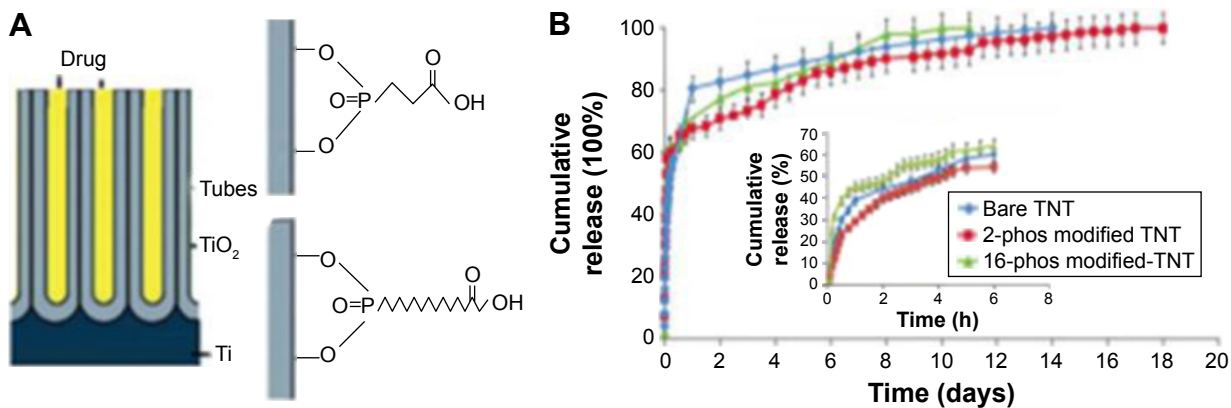 A
Drug
Tubes
TiO2
Ti
O
O
O=P
O
OH
O
O
O=P
O
OH
B
Cumulative
release (100%)
100
80
60
40
20
0
0 2 4 6 8 10 12 14 16 18 20
Time (days)
Cumulative
release (%)
70
60
50
40
30
20
10
0
0 2 4 6 8
Time (h)
Bare TNT
2-phos modified TNT
16-phos modified-TNT